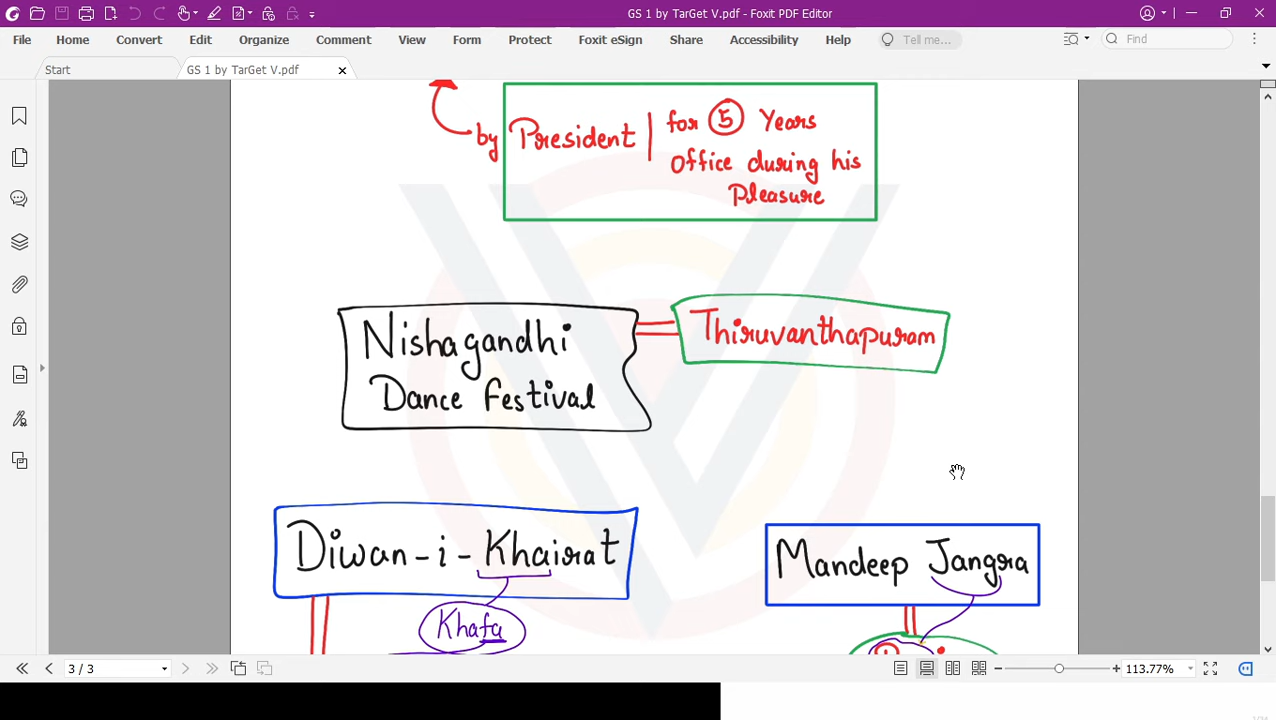 GS 1 by TarGet V.pdf - Foxit PDF Editor
File Home Convert Edit Organize Comment View Form Protect Foxit eSign Share Accessibility Help Tell me... Find
Start GS 1 by TarGet V.pdf
by President for 5 Years
Office during his
Pleasure
Nishagandhi
Dance Festival
Thiruvanthapuram
Diwan-i-Khairat
Khafa
Mandeep Jangra
3 / 3 113.77%